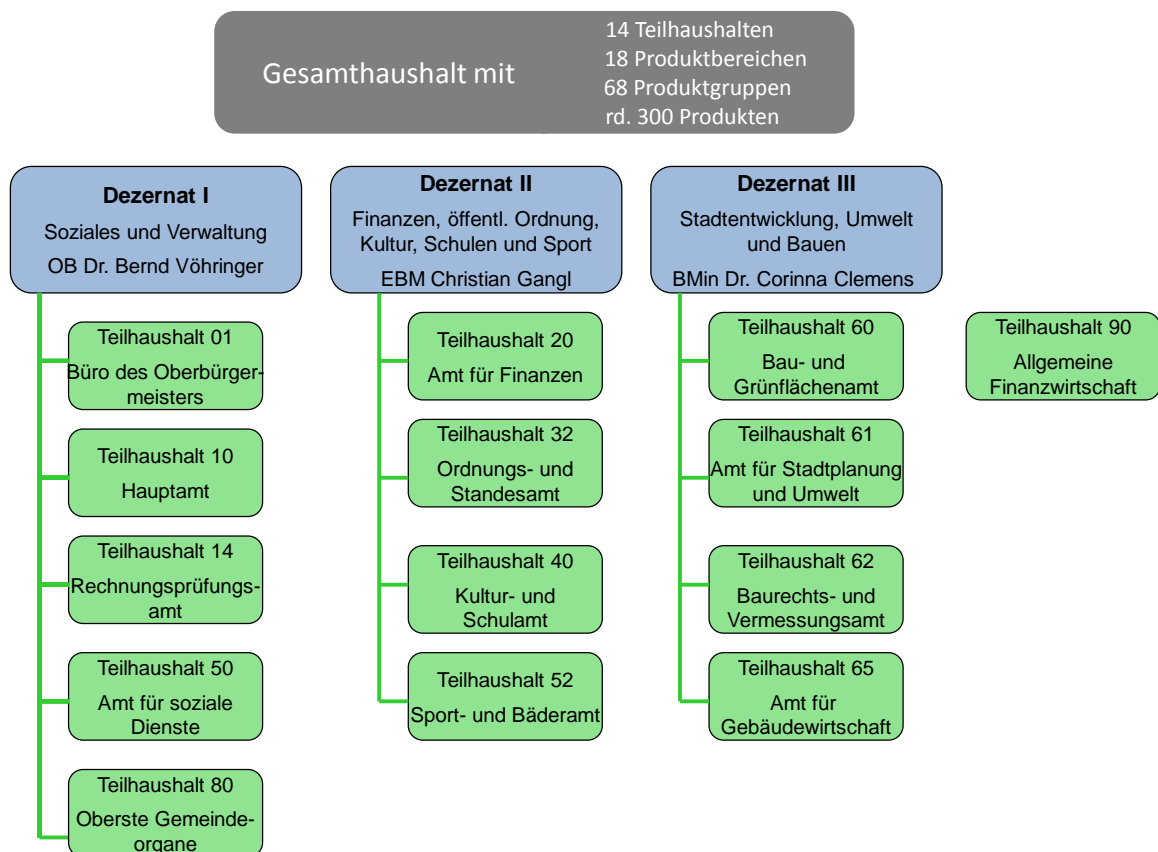 Gesamthaushalt mit
14 Teilhaushalten
18 Produktbereichen
68 Produktgruppen
rd. 300 Produkten
Dezernat I
Soziales und Verwaltung
OB Dr. Bernd Vöhringer
Teilhaushalt 01
Büro des Oberbürger-
meisters
Teilhaushalt 10
Hauptamt
Teilhaushalt 14
Rechnungsprüfungs-
amt
Teilhaushalt 50
Amt für soziale
Dienste
Teilhaushalt 80
Oberste Gemeinde-
organe
Dezernat II
Finanzen, öffentl. Ordnung,
Kultur, Schulen und Sport
EBM Christian Gangl
Teilhaushalt 20
Amt für Finanzen
Teilhaushalt 32
Ordnungs- und
Standesamt
Teilhaushalt 40
Kultur- und
Schulamt
Teilhaushalt 52
Sport- und Bäderamt
Dezernat III
Stadtentwicklung, Umwelt
und Bauen
BMin Dr. Corinna Clemens
Teilhaushalt 60
Bau- und
Grünflächenamt
Teilhaushalt 61
Amt für Stadtplanung
und Umwelt
Teilhaushalt 62
Baurechts- und
Vermessungsamt
Teilhaushalt 65
Amt für
Gebäudewirtschaft
Teilhaushalt 90
Allgemeine
Finanzwirtschaft